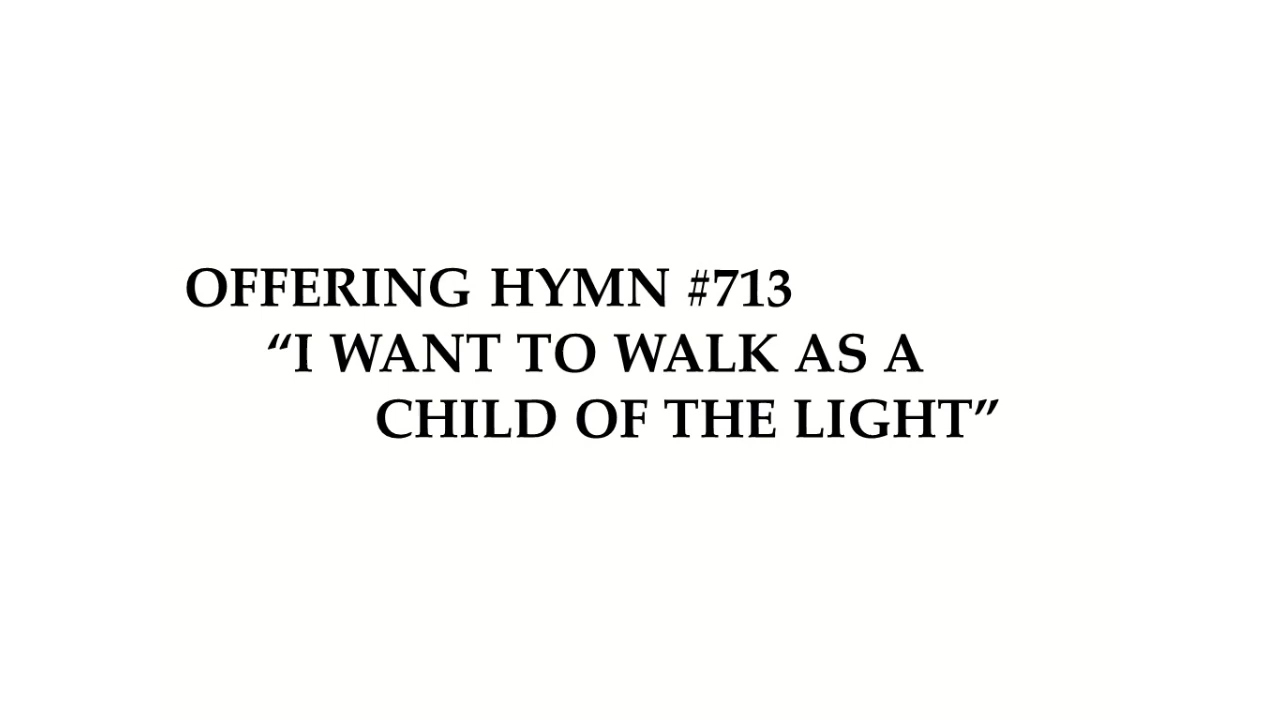 OFFERING HYMN #713
“I WANT TO WALK AS A
CHILD OF THE LIGHT”